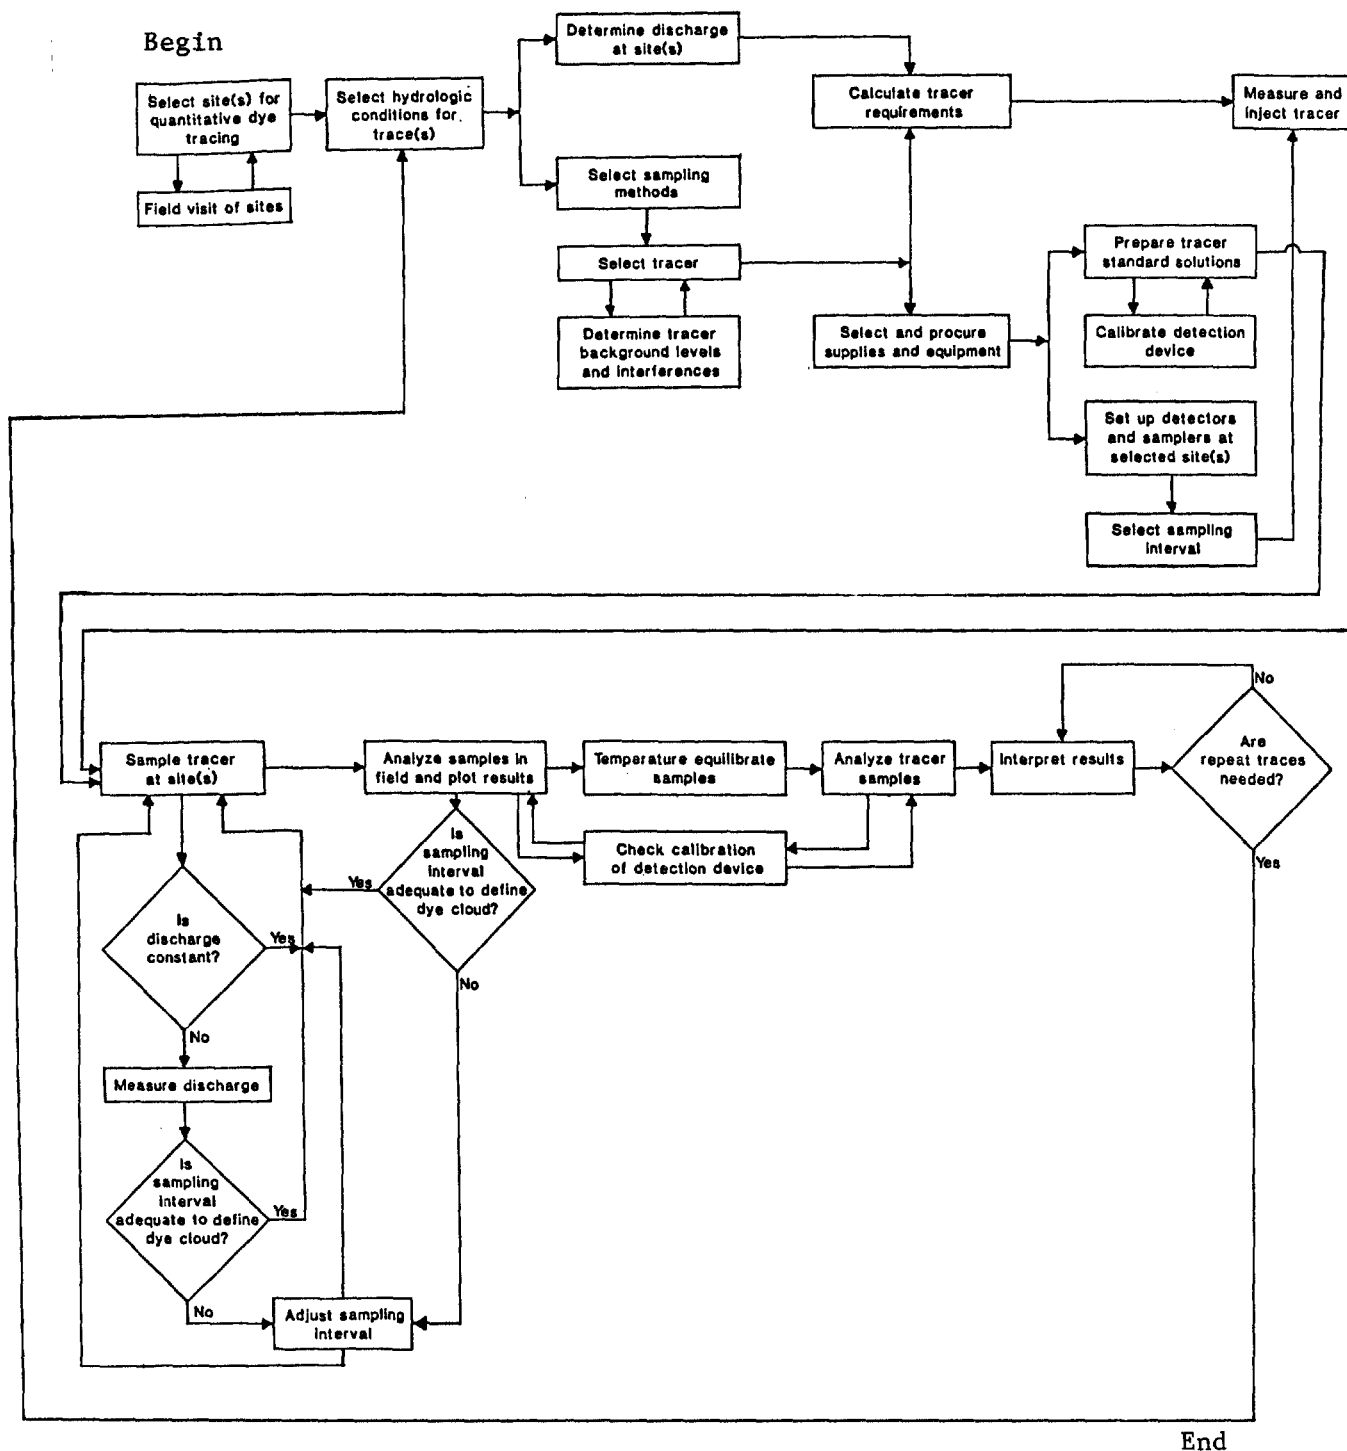 Begin
Select site(s) for
quantitative dye
tracing
Field visit of sites
Select hydrologic
conditions for
trace(s)
Determine discharge
at site(s)
Select sampling
methods
Select tracer
Determine tracer
background levels
and interferences
Calculate tracer
requirements
Select and procure
supplies and equipment
Measure and
inject tracer
Prepare tracer
standard solutions
Calibrate detection
device
Set up detectors
and samplers at
selected site(s)
Select sampling
interval
Sample tracer
at site(s)
Analyze samples in
field and plot results
Temperature equilibrate
samples
Analyze tracer
samples
Interpret results
No
Are
repeat traces
needed?
Yes
Check calibration
of detection device
Is
sampling
interval
adequate to define
dye cloud?
Yes
No
Is
discharge
constant?
Yes
No
Measure discharge
Is
sampling
interval
adequate to define
dye cloud?
Yes
No
Adjust sampling
interval
End